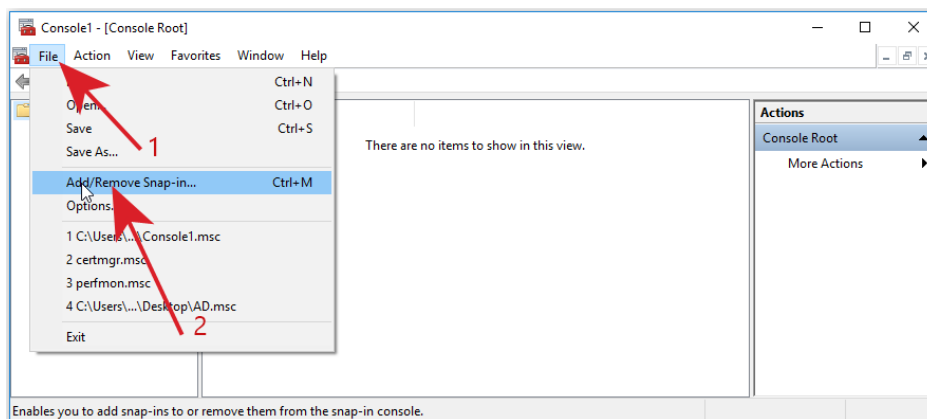 Console1 - [Console Root]
File Action View Favorites Window Help
Ctrl+N
Open... Ctrl+O
Save Ctrl+S
Save As...
1
Add/Remove Snap-in... Ctrl+M
Options...
1 C:\Users\...\Console1.msc
2 certmgr.msc
3 perfmon.msc
4 C:\Users\...\Desktop\AD.msc
2
Exit
There are no items to show in this view.
Actions
Console Root
More Actions
Enables you to add snap-ins to or remove them from the snap-in console.